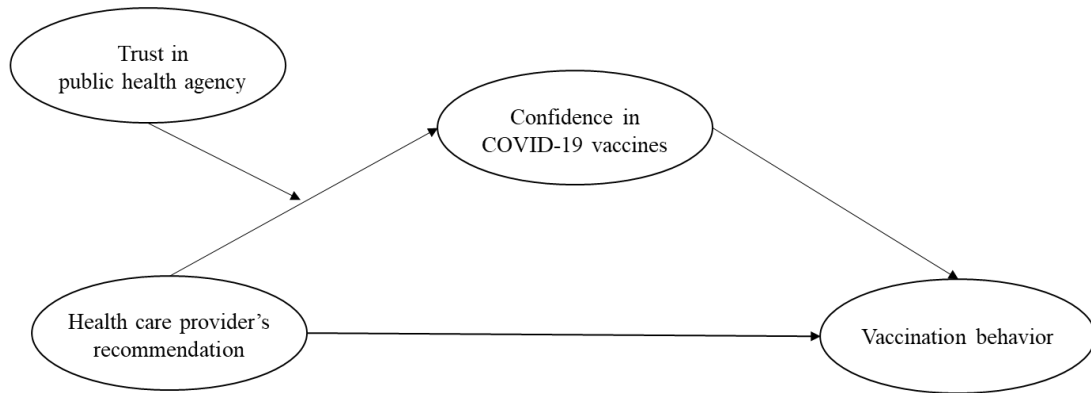 Trust in
public health agency
Confidence in
COVID-19 vaccines
Health care provider’s
recommendation
Vaccination behavior